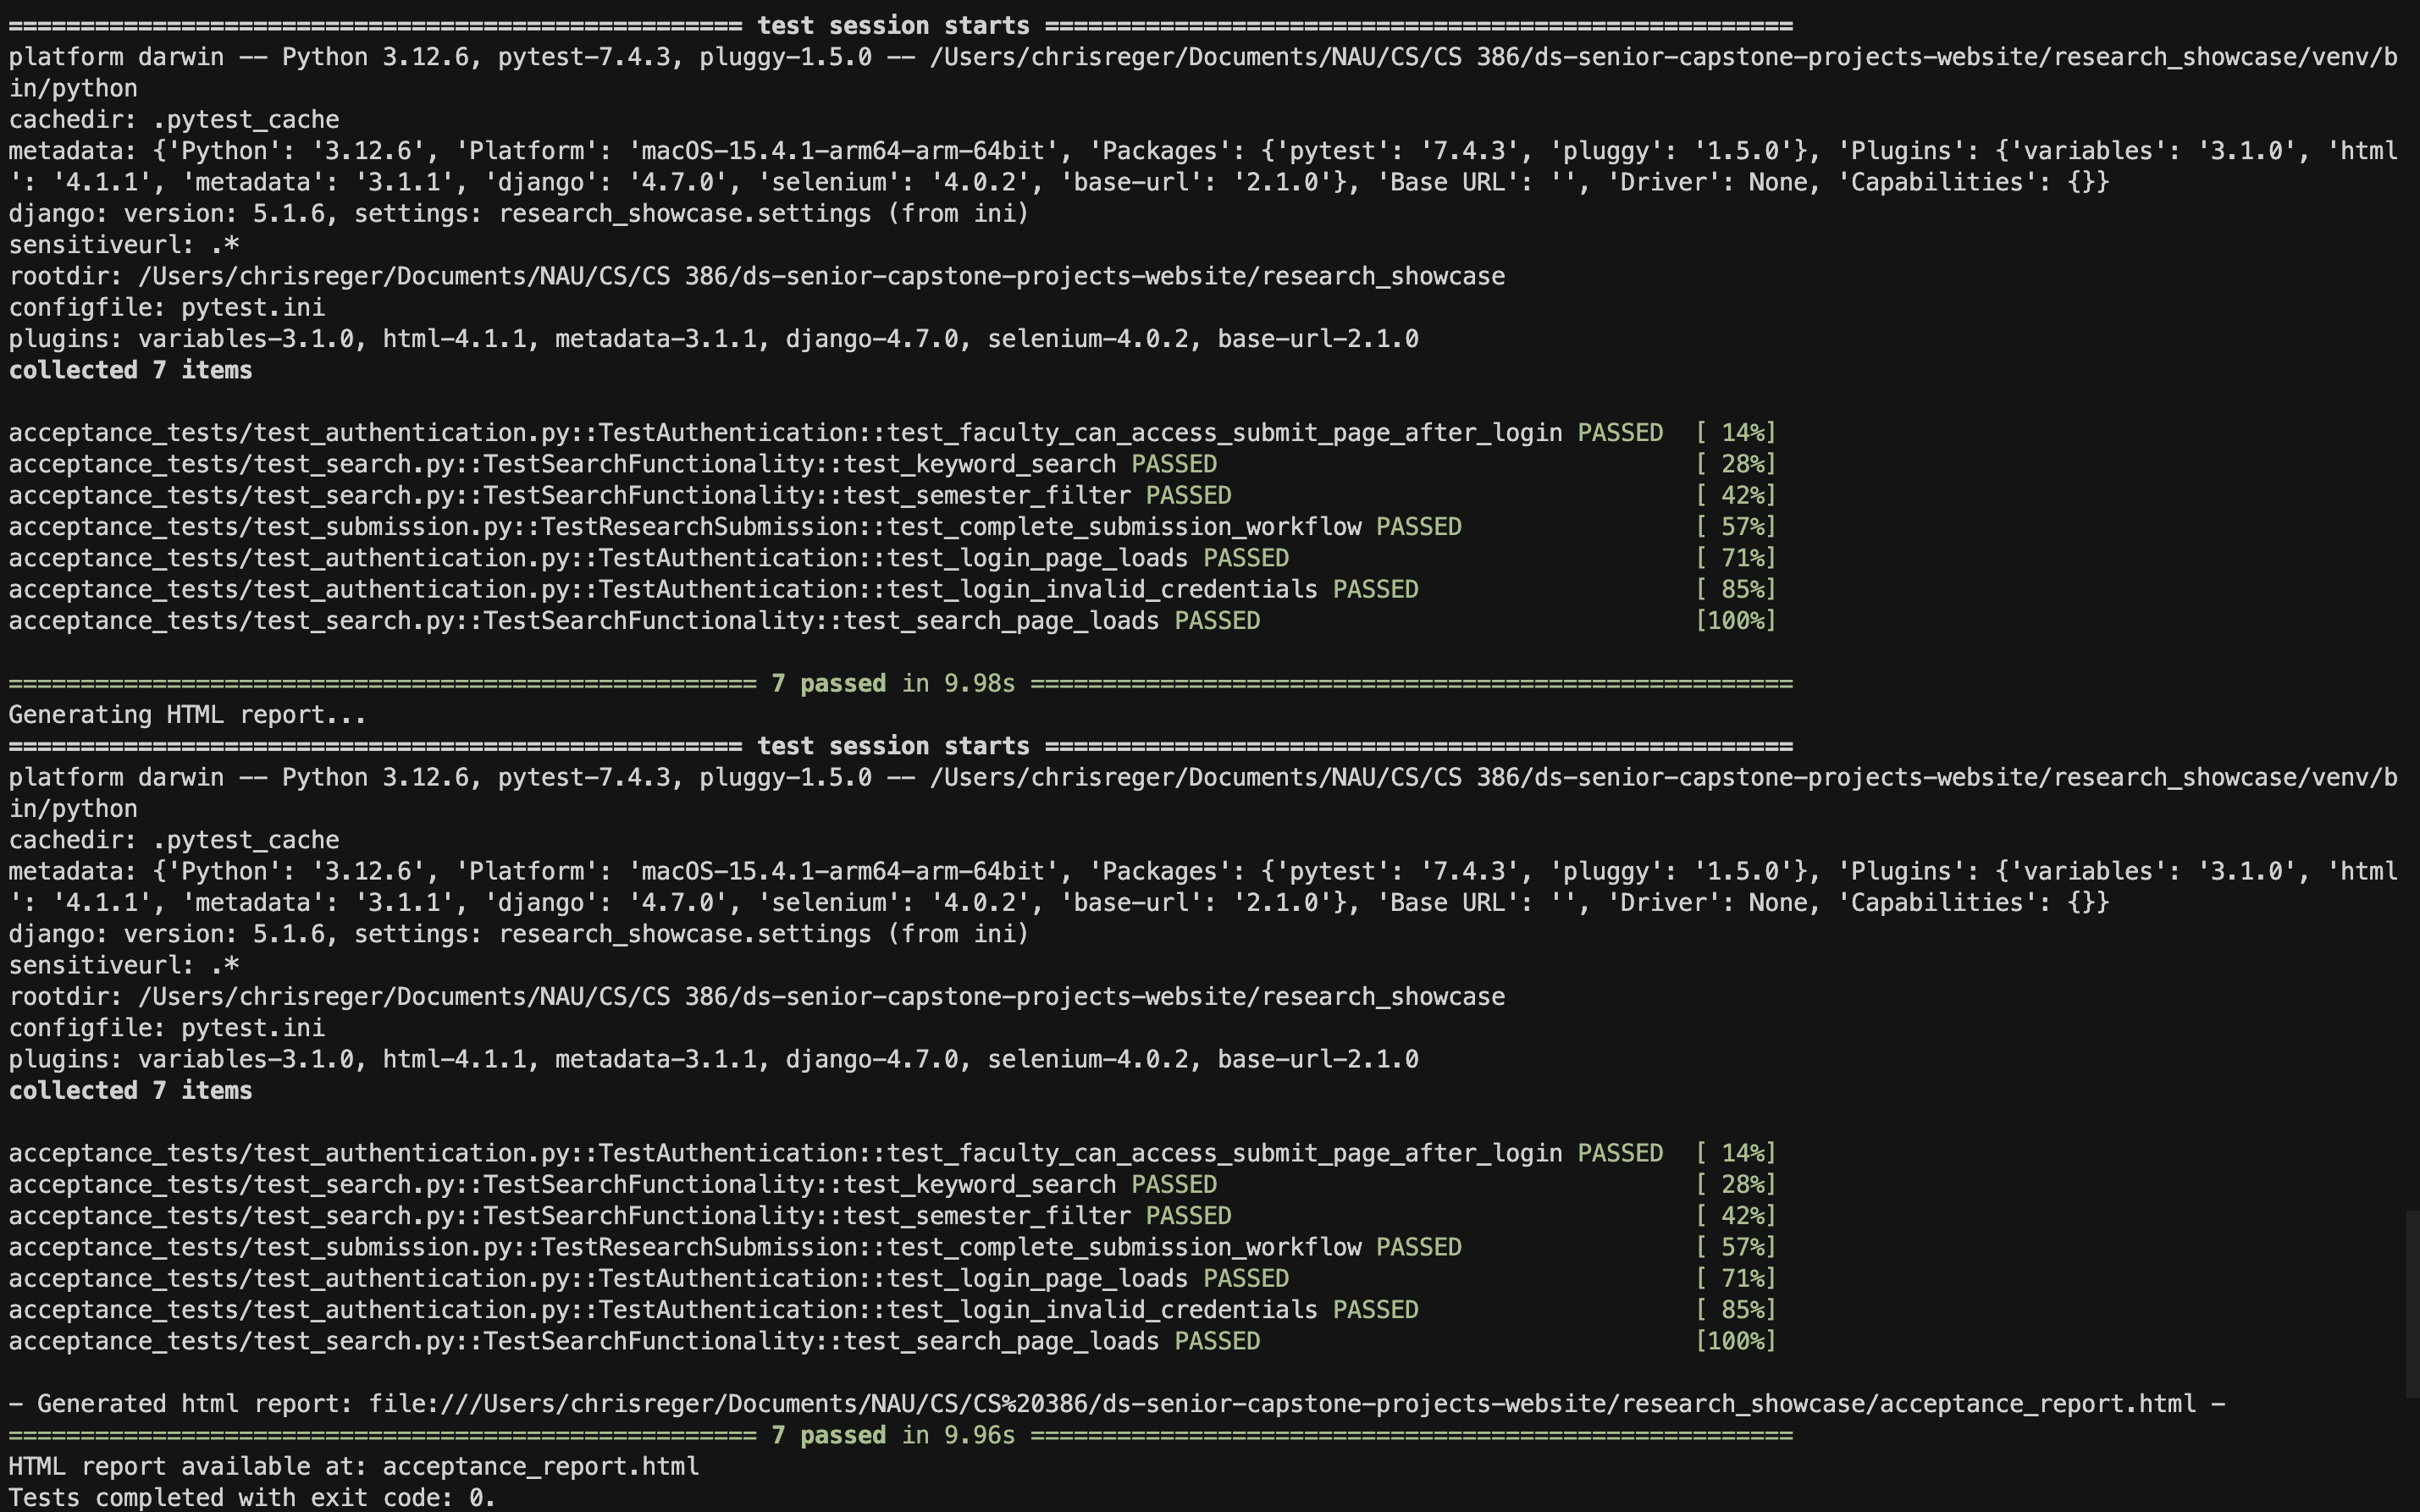 =================================================== test session starts ====================================================
platform darwin -- Python 3.12.6, pytest-7.4.3, pluggy-1.5.0 -- /Users/chrisreger/Documents/NAU/CS/CS 386/ds-senior-capstone-projects-website/research_showcase/venv/b
in/python
cachedir: .pytest_cache
metadata: {'Python': '3.12.6', 'Platform': 'macOS-15.4.1-arm64-arm-64bit', 'Packages': {'pytest': '7.4.3', 'pluggy': '1.5.0'}, 'Plugins': {'variables': '3.1.0', 'html
': '4.1.1', 'metadata': '3.1.1', 'django': '4.7.0', 'selenium': '4.0.2', 'base-url': '2.1.0'}, 'Base URL': '', 'Driver': None, 'Capabilities': {}}
django: version: 5.1.6, settings: research_showcase.settings (from ini)
sensitiveurl: .*
rootdir: /Users/chrisreger/Documents/NAU/CS/CS 386/ds-senior-capstone-projects-website/research_showcase
configfile: pytest.ini
plugins: variables-3.1.0, html-4.1.1, metadata-3.1.1, django-4.7.0, selenium-4.0.2, base-url-2.1.0
collected 7 items
acceptance_tests/test_authentication.py::TestAuthentication::test_faculty_can_access_submit_page_after_login PASSED  [ 14%]
acceptance_tests/test_search.py::TestSearchFunctionality::test_keyword_search PASSED                                 [ 28%]
acceptance_tests/test_search.py::TestSearchFunctionality::test_semester_filter PASSED                                [ 42%]
acceptance_tests/test_submission.py::TestResearchSubmission::test_complete_submission_workflow PASSED                [ 57%]
acceptance_tests/test_authentication.py::TestAuthentication::test_login_page_loads PASSED                            [ 71%]
acceptance_tests/test_authentication.py::TestAuthentication::test_login_invalid_credentials PASSED                   [ 85%]
acceptance_tests/test_search.py::TestSearchFunctionality::test_search_page_loads PASSED                              [100%]
==================================================== 7 passed in 9.98s =====================================================
Generating HTML report...
=================================================== test session starts ====================================================
platform darwin -- Python 3.12.6, pytest-7.4.3, pluggy-1.5.0 -- /Users/chrisreger/Documents/NAU/CS/CS 386/ds-senior-capstone-projects-website/research_showcase/venv/b
in/python
cachedir: .pytest_cache
metadata: {'Python': '3.12.6', 'Platform': 'macOS-15.4.1-arm64-arm-64bit', 'Packages': {'pytest': '7.4.3', 'pluggy': '1.5.0'}, 'Plugins': {'variables': '3.1.0', 'html
': '4.1.1', 'metadata': '3.1.1', 'django': '4.7.0', 'selenium': '4.0.2', 'base-url': '2.1.0'}, 'Base URL': '', 'Driver': None, 'Capabilities': {}}
django: version: 5.1.6, settings: research_showcase.settings (from ini)
sensitiveurl: .*
rootdir: /Users/chrisreger/Documents/NAU/CS/CS 386/ds-senior-capstone-projects-website/research_showcase
configfile: pytest.ini
plugins: variables-3.1.0, html-4.1.1, metadata-3.1.1, django-4.7.0, selenium-4.0.2, base-url-2.1.0
collected 7 items
acceptance_tests/test_authentication.py::TestAuthentication::test_faculty_can_access_submit_page_after_login PASSED  [ 14%]
acceptance_tests/test_search.py::TestSearchFunctionality::test_keyword_search PASSED                                 [ 28%]
acceptance_tests/test_search.py::TestSearchFunctionality::test_semester_filter PASSED                                [ 42%]
acceptance_tests/test_submission.py::TestResearchSubmission::test_complete_submission_workflow PASSED                [ 57%]
acceptance_tests/test_authentication.py::TestAuthentication::test_login_page_loads PASSED                            [ 71%]
acceptance_tests/test_authentication.py::TestAuthentication::test_login_invalid_credentials PASSED                   [ 85%]
acceptance_tests/test_search.py::TestSearchFunctionality::test_search_page_loads PASSED                              [100%]
- Generated html report: file:///Users/chrisreger/Documents/NAU/CS/CS%20386/ds-senior-capstone-projects-website/research_showcase/acceptance_report.html -
==================================================== 7 passed in 9.96s =====================================================
HTML report available at: acceptance_report.html
Tests completed with exit code: 0.